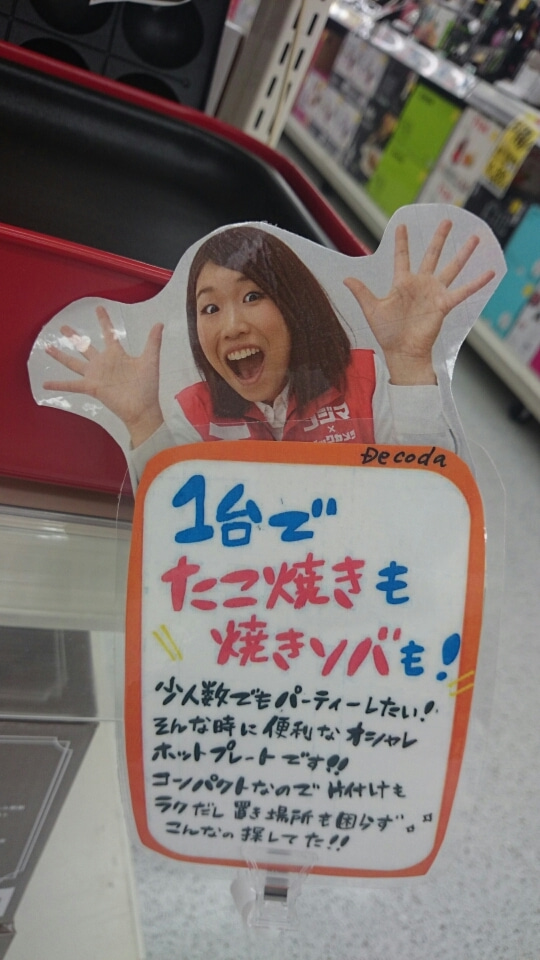 Decoda
1台で
たこ焼きも
焼きソバも!
少人数でもパーティーしたい!
そんな時に便利なオシャレ
ホットプレートです!!
コンパクトなので片付けも
ラクだし置き場所も困らず
こんなの探してた!!